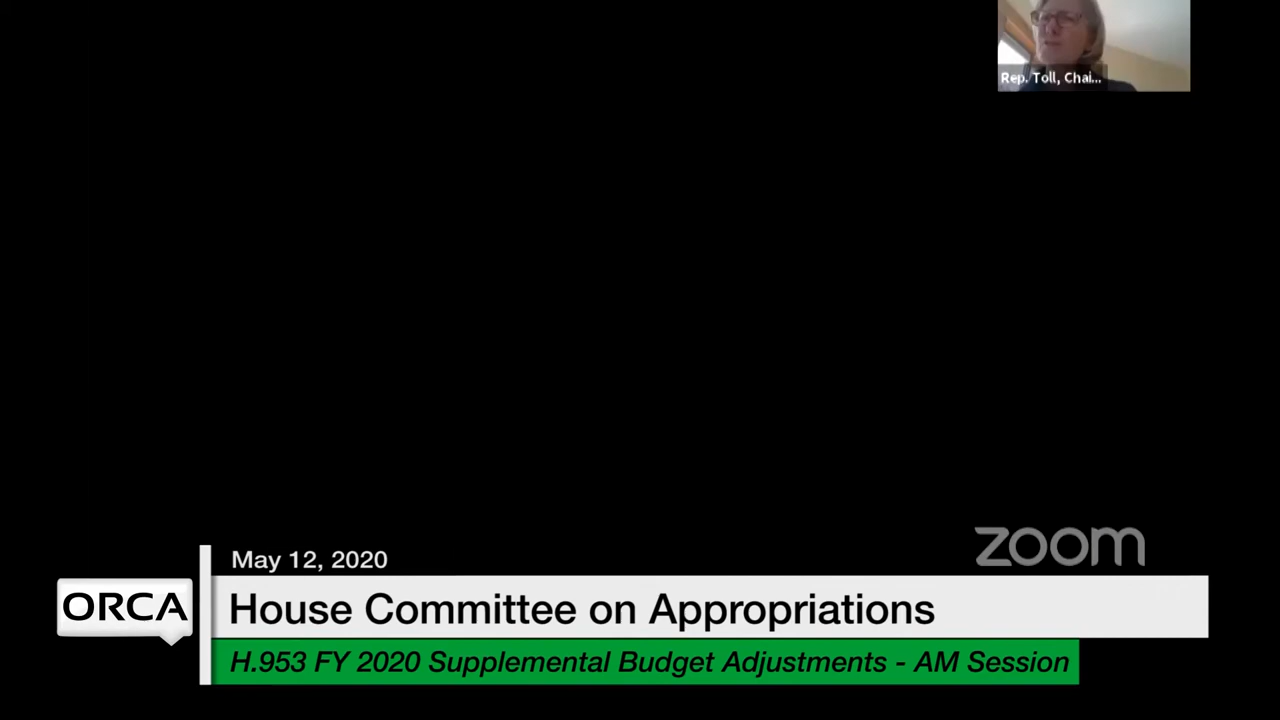 Rep. Toll, Chai...
zoom
May 12, 2020
ORCA
House Committee on Appropriations
H.953 FY 2020 Supplemental Budget Adjustments - AM Session